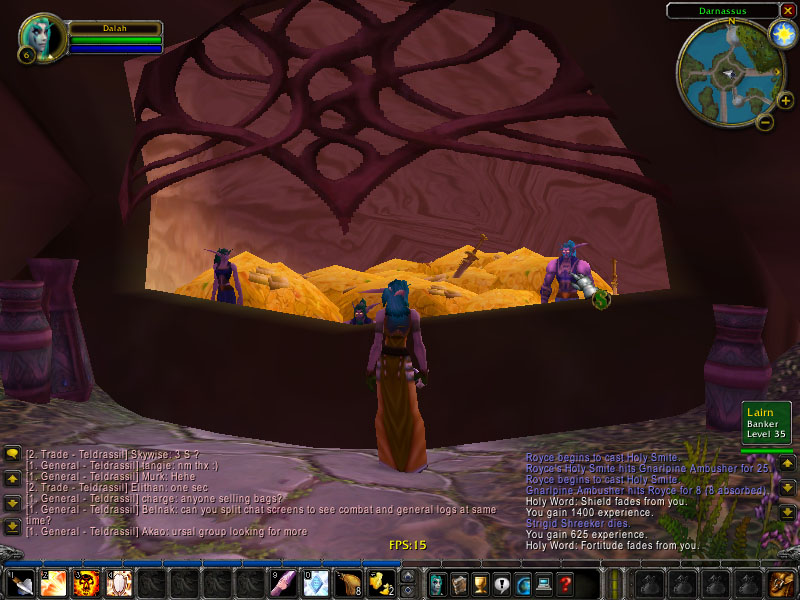 Dalah
6
Darnassus
N
Lairn
Banker
Level 35
[2. Trade - Teldrassil] Skywise: 3 S ?
[1. General - Teldrassil] Tangie: nm thx :)
[1. General - Teldrassil] Murk: Hehe
[2. Trade - Teldrassil] Elithan: one sec
[1. General - Teldrassil] charge: anyone selling bags?
[1. General - Teldrassil] Belnak: can you split chat screens to see combat and general logs at same
time?
[1. General - Teldrassil] Akao: ursal group looking for more
Royce begins to cast Holy Smite.
Royce's Holy Smite hits Gnarlpine Ambusher for 25.
Royce begins to cast Holy Smite.
Gnarlpine Ambusher hits Royce for 8 (8 absorbed).
Holy Word: Shield fades from you.
You gain 1400 experience.
Strigid Shreeker dies.
You gain 625 experience.
Holy Word: Fortitude fades from you.
FPS:15
9
8
2